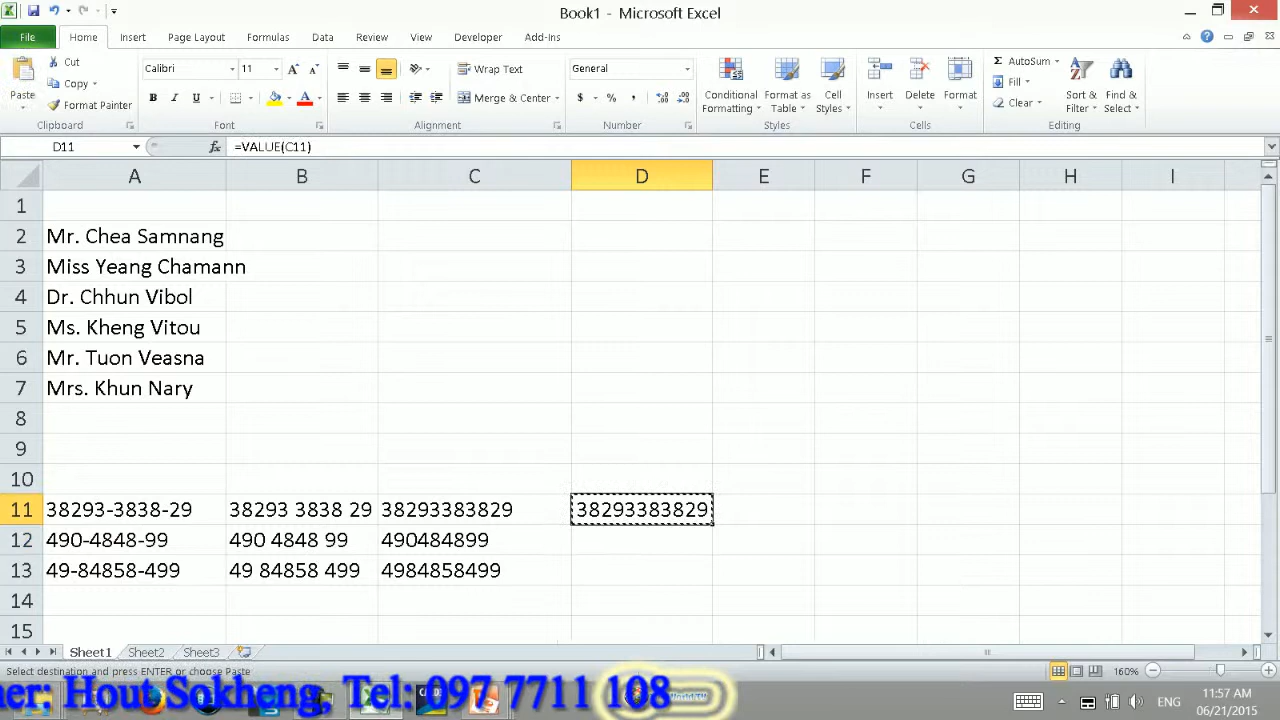 Book1 - Microsoft Excel
File Home Insert Page Layout Formulas Data Review View Developer Add-Ins
Paste Cut Copy Format Painter Clipboard
Calibri 11 B I U Font
Wrap Text Merge & Center Alignment
General $ % , Number
Conditional Formatting Format as Table Cell Styles Styles
Insert Delete Format Cells
AutoSum Fill Clear Sort & Filter Find & Select Editing
D11 fx =VALUE(C11)
A B C D E F G H I
1
2 Mr. Chea Samnang
3 Miss Yeang Chamann
4 Dr. Chhun Vibol
5 Ms. Kheng Vitou
6 Mr. Tuon Veasna
7 Mrs. Khun Nary
8
9
10
11 38293-3838-29 38293 3838 29 38293383829 38293383829
12 490-4848-99 490 4848 99 490484899
13 49-84858-499 49 84858 499 4984858499
14
15
Sheet1 Sheet2 Sheet3
Select destination and press ENTER or choose Paste 160%
er: Hout Sokheng, Tel: 097 7711 108
ENG 11:57 AM
06/21/2015